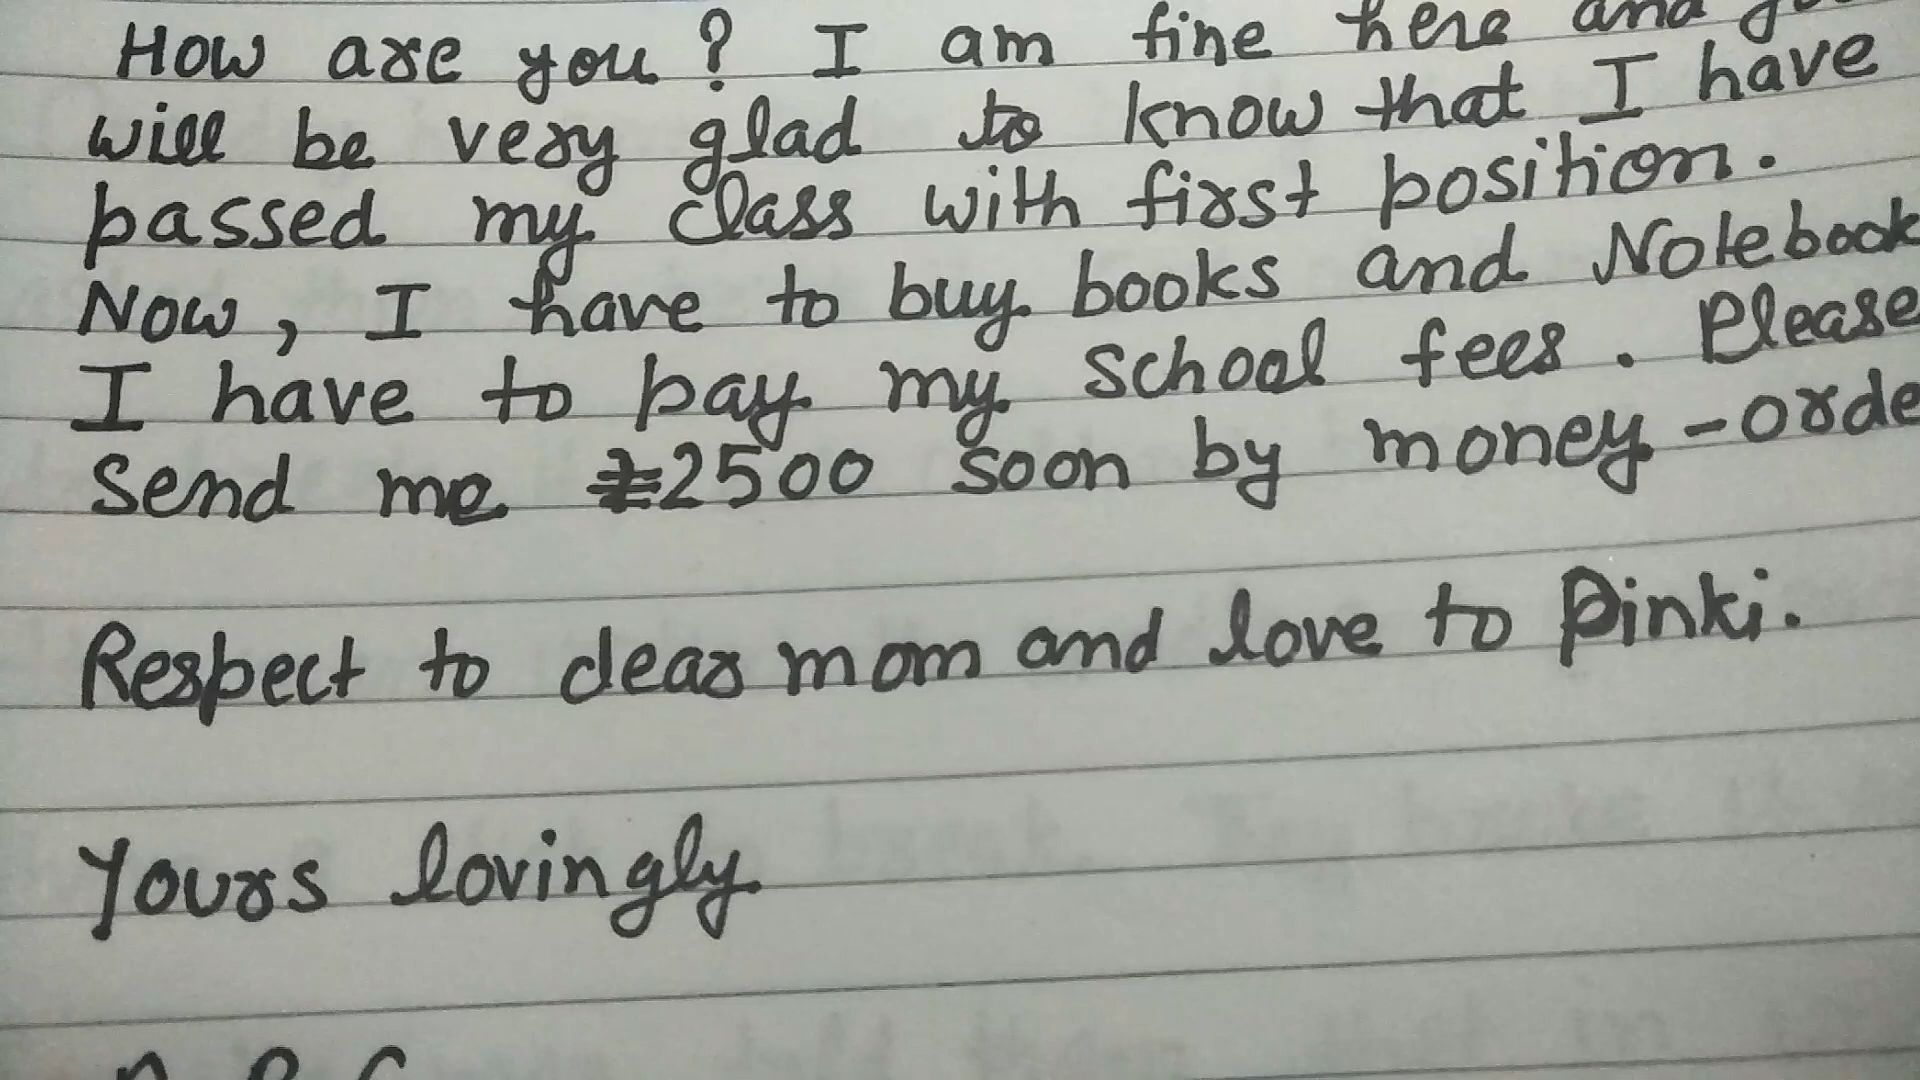 How are you? I am fine here and
will be very glad to know that I have
passed my class with first position.
Now, I have to buy books and Notebook
I have to pay my school fees. Please
Send me ₹2500 soon by money-orde
Respect to dear mom and love to Pinki.
Yours lovingly